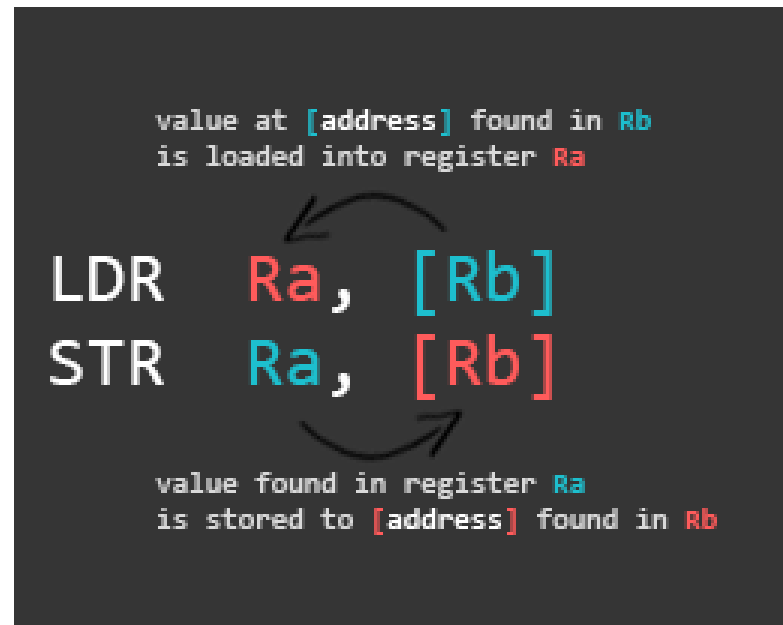 value at [address] found in Rb
is loaded into register Ra
LDR Ra, [Rb]
STR Ra, [Rb]
value found in register Ra
is stored to [address] found in Rb